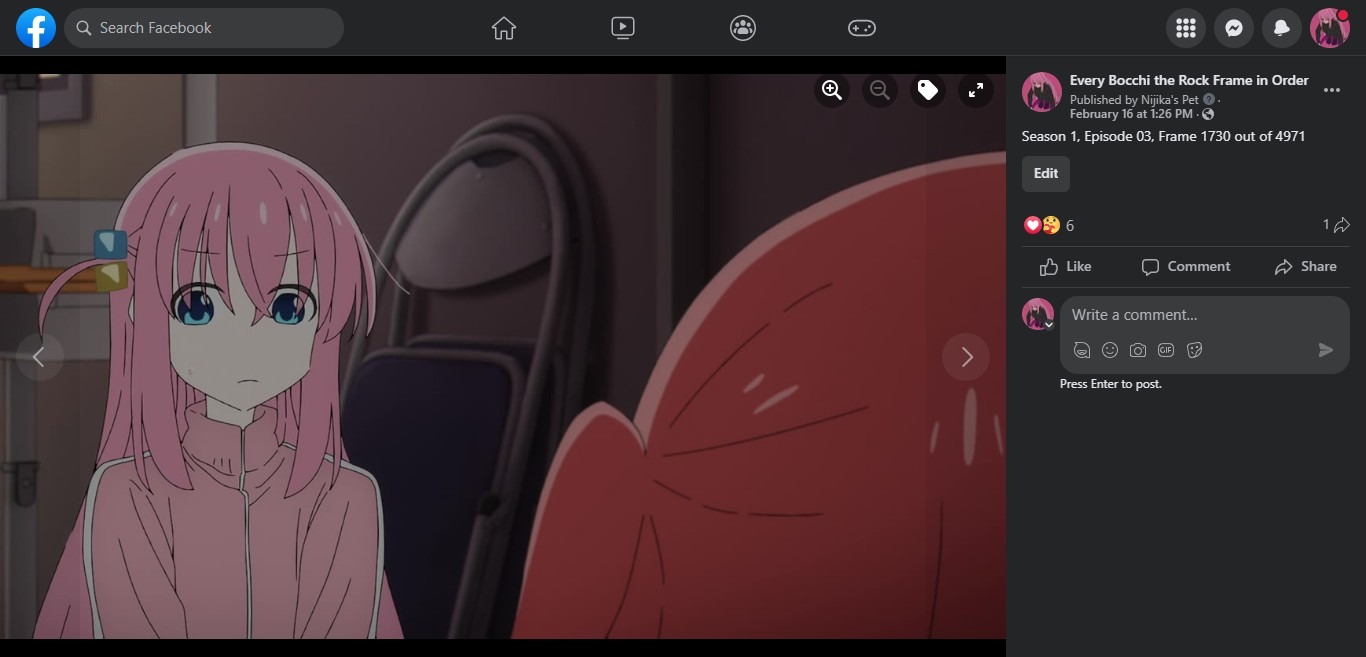 Search Facebook
Every Bocchi the Rock Frame in Order
Published by Nijika's Pet ·
February 16 at 1:26 PM ·
Season 1, Episode 03, Frame 1730 out of 4971
Edit
6
1
Like
Comment
Share
Write a comment...
GIF
Press Enter to post.